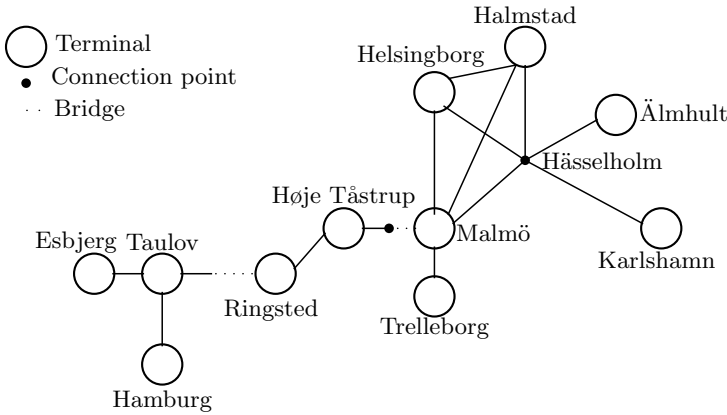 Halmstad
Terminal
Helsingborg
Connection point
Bridge
Älmhult
Hässelholm
Høje Tåstrup
Esbjerg
Taulov
Malmö
Karlshamn
Ringsted
Trelleborg
Hamburg